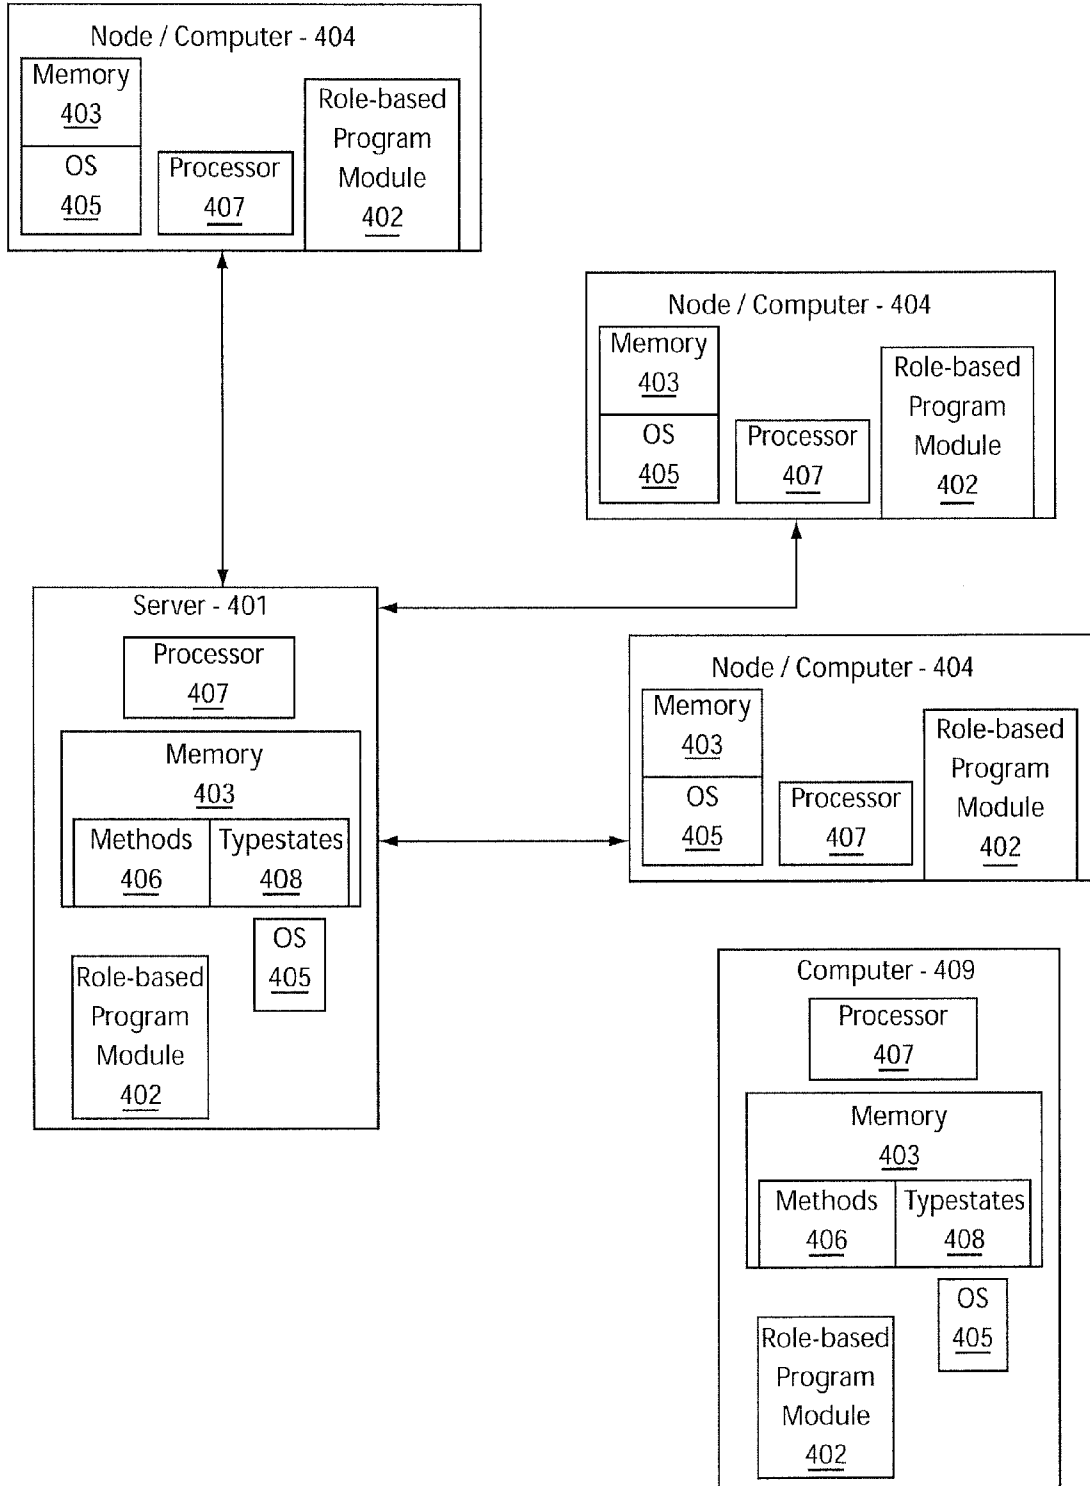 Node / Computer - 404
Memory
403
OS
405
Processor
407
Role-based
Program
Module
402
Node / Computer - 404
Memory
403
OS
405
Processor
407
Role-based
Program
Module
402
Server - 401
Processor
407
Memory
403
Methods
406
Typestates
408
OS
405
Role-based
Program
Module
402
Node / Computer - 404
Memory
403
OS
405
Processor
407
Role-based
Program
Module
402
Computer - 409
Processor
407
Memory
403
Methods
406
Typestates
408
OS
405
Role-based
Program
Module
402